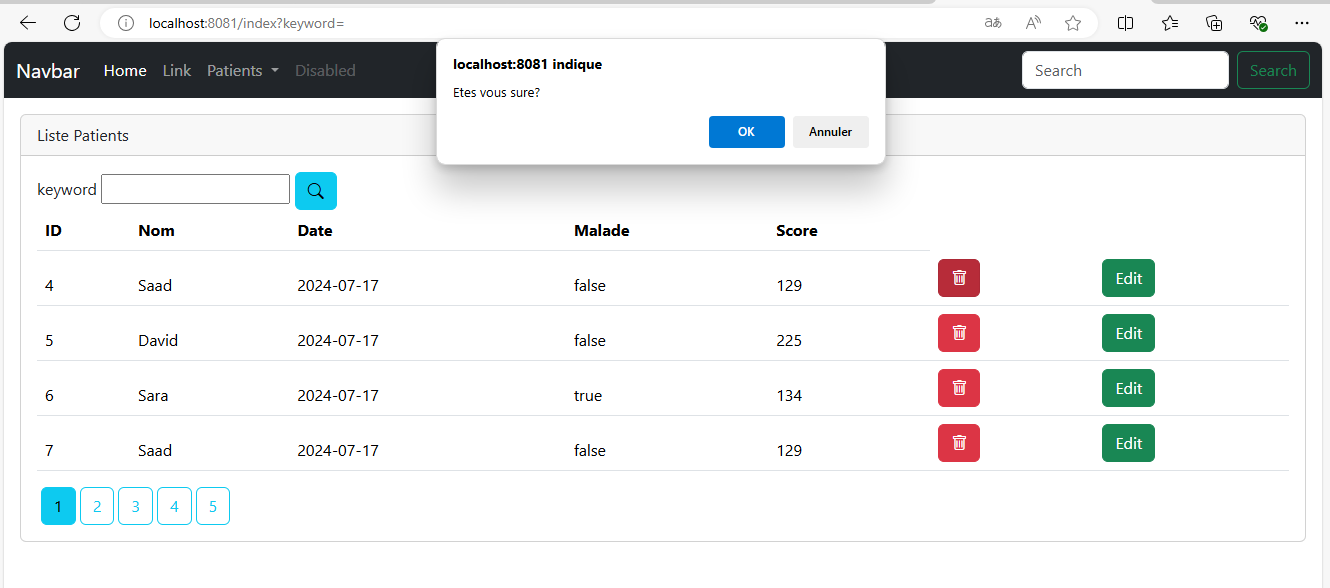 localhost:8081/index?keyword=
Navbar Home Link Patients Disabled Search Search
localhost:8081 indique
Etes vous sure?
OK Annuler
Liste Patients
keyword
ID Nom Date Malade Score
4 Saad 2024-07-17 false 129 Edit
5 David 2024-07-17 false 225 Edit
6 Sara 2024-07-17 true 134 Edit
7 Saad 2024-07-17 false 129 Edit
1 2 3 4 5